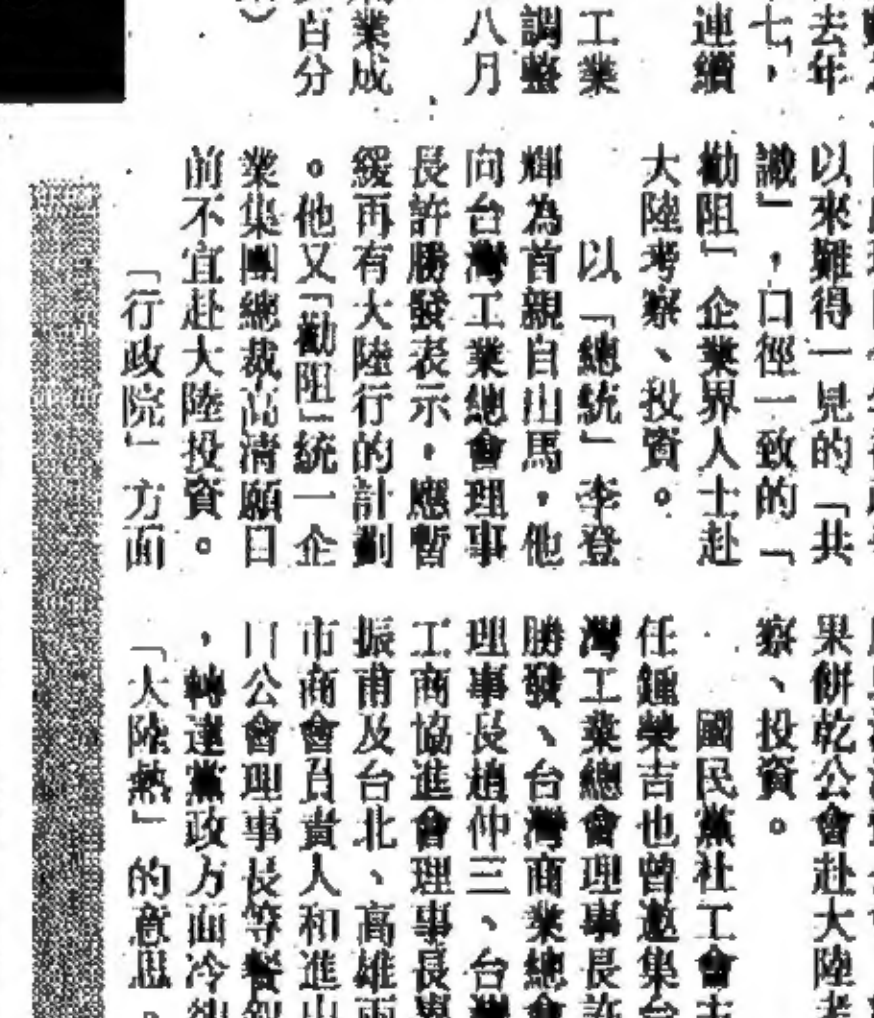 去年
七，
連續
工業
調整
八月
業成
百分
）
以來難得一見的「共
識」，口徑一致的「
勸阻」企業界人士赴
大陸考察、投資。
以「總統」李登
輝為首親自出馬，他
向台灣工業總會理事
長許勝發表示，應暫
緩再有大陸行的計劃
。他又「勸阻」統一企
業集團總裁高清願目
前不宜赴大陸投資。
「行政院」方面
果餅乾公會赴大陸考
察、投資。
國民黨社工會主
任鍾榮吉也曾邀集台
灣工業總會理事長許
勝發、台灣商業總會
理事長趙仲三、台灣
工商協進會理事長辜
振甫及台北、高雄兩
市商會負責人和進出
口公會理事長等餐敘
，轉達黨政方面冷卻
「大陸熱」的意思。